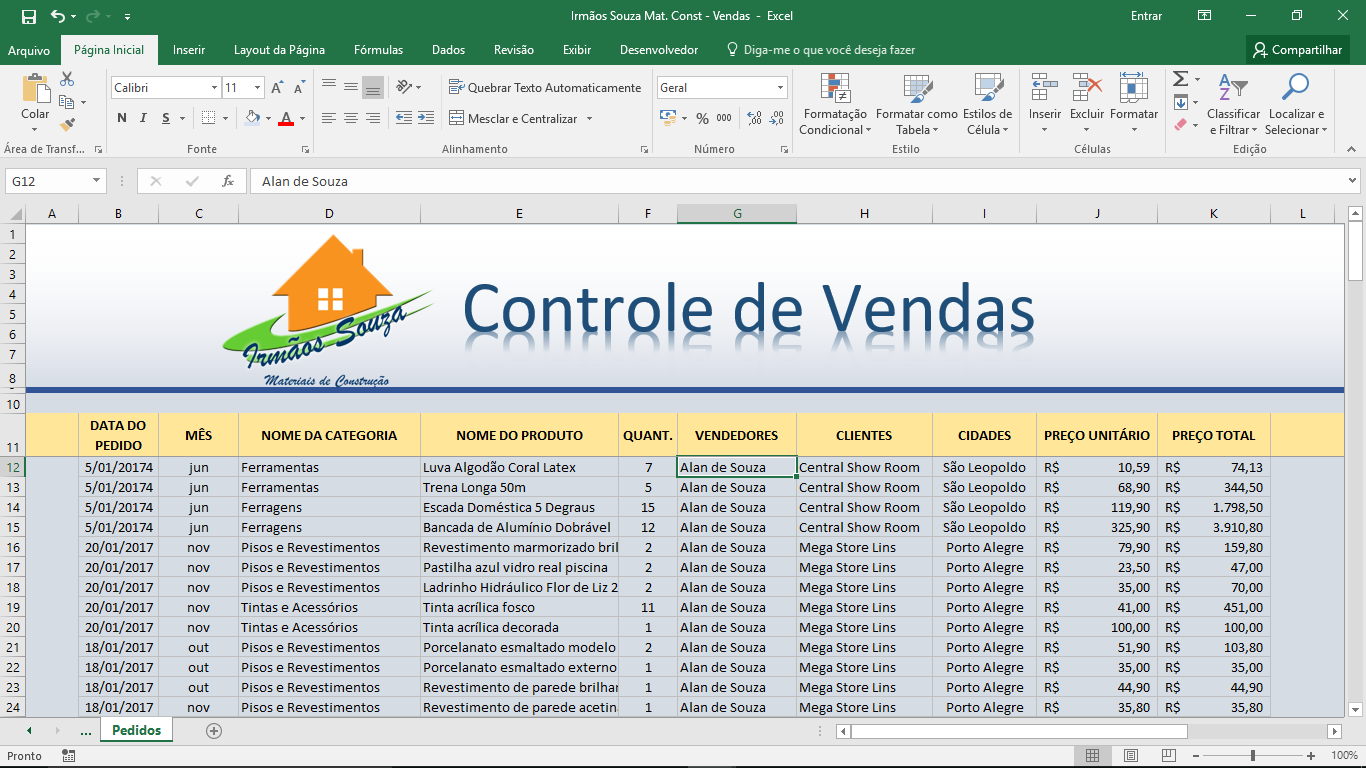 Irmãos Souza Mat. Const - Vendas - Excel
Entrar
Arquivo Página Inicial Inserir Layout da Página Fórmulas Dados Revisão Exibir Desenvolvedor Diga-me o que você deseja fazer Compartilhar
Colar
Calibri 11
Quebrar Texto Automaticamente
Geral
N I S A
Mesclar e Centralizar
% 000
Formatação Condicional
Formatar como Tabela
Estilos de Célula
Inserir Excluir Formatar
Classificar e Filtrar
Localizar e Selecionar
Área de Transf... Fonte Alinhamento Número Estilo Células Edição
G12 fx Alan de Souza
A B C D E F G H I J K L
1
2
3
4
5
6
7
8
Irmãos Souza
Materiais de Construção
Controle de Vendas
10
11 DATA DO PEDIDO MÊS NOME DA CATEGORIA NOME DO PRODUTO QUANT. VENDEDORES CLIENTES CIDADES PREÇO UNITÁRIO PREÇO TOTAL
12 5/01/20174 jun Ferramentas Luva Algodão Coral Latex 7 Alan de Souza Central Show Room São Leopoldo R$ 10,59 R$ 74,13
13 5/01/20174 jun Ferramentas Trena Longa 50m 5 Alan de Souza Central Show Room São Leopoldo R$ 68,90 R$ 344,50
14 5/01/20174 jun Ferragens Escada Doméstica 5 Degraus 15 Alan de Souza Central Show Room São Leopoldo R$ 119,90 R$ 1.798,50
15 5/01/20174 jun Ferragens Bancada de Alumínio Dobrável 12 Alan de Souza Central Show Room São Leopoldo R$ 325,90 R$ 3.910,80
16 20/01/2017 nov Pisos e Revestimentos Revestimento marmorizado bril 2 Alan de Souza Mega Store Lins Porto Alegre R$ 79,90 R$ 159,80
17 20/01/2017 nov Pisos e Revestimentos Pastilha azul vidro real piscina 2 Alan de Souza Mega Store Lins Porto Alegre R$ 23,50 R$ 47,00
18 20/01/2017 nov Pisos e Revestimentos Ladrinho Hidráulico Flor de Liz 2 2 Alan de Souza Mega Store Lins Porto Alegre R$ 35,00 R$ 70,00
19 20/01/2017 nov Tintas e Acessórios Tinta acrílica fosco 11 Alan de Souza Mega Store Lins Porto Alegre R$ 41,00 R$ 451,00
20 20/01/2017 nov Tintas e Acessórios Tinta acrílica decorada 1 Alan de Souza Mega Store Lins Porto Alegre R$ 100,00 R$ 100,00
21 18/01/2017 out Pisos e Revestimentos Porcelanato esmaltado modelo 2 Alan de Souza Mega Store Lins Porto Alegre R$ 51,90 R$ 103,80
22 18/01/2017 out Pisos e Revestimentos Porcelanato esmaltado externo 1 Alan de Souza Mega Store Lins Porto Alegre R$ 35,00 R$ 35,00
23 18/01/2017 out Pisos e Revestimentos Revestimento de parede brilhar 1 Alan de Souza Mega Store Lins Porto Alegre R$ 44,90 R$ 44,90
24 18/01/2017 nov Pisos e Revestimentos Revestimento de parede acetina 1 Alan de Souza Mega Store Lins Porto Alegre R$ 35,80 R$ 35,80
... Pedidos
Pronto 100%